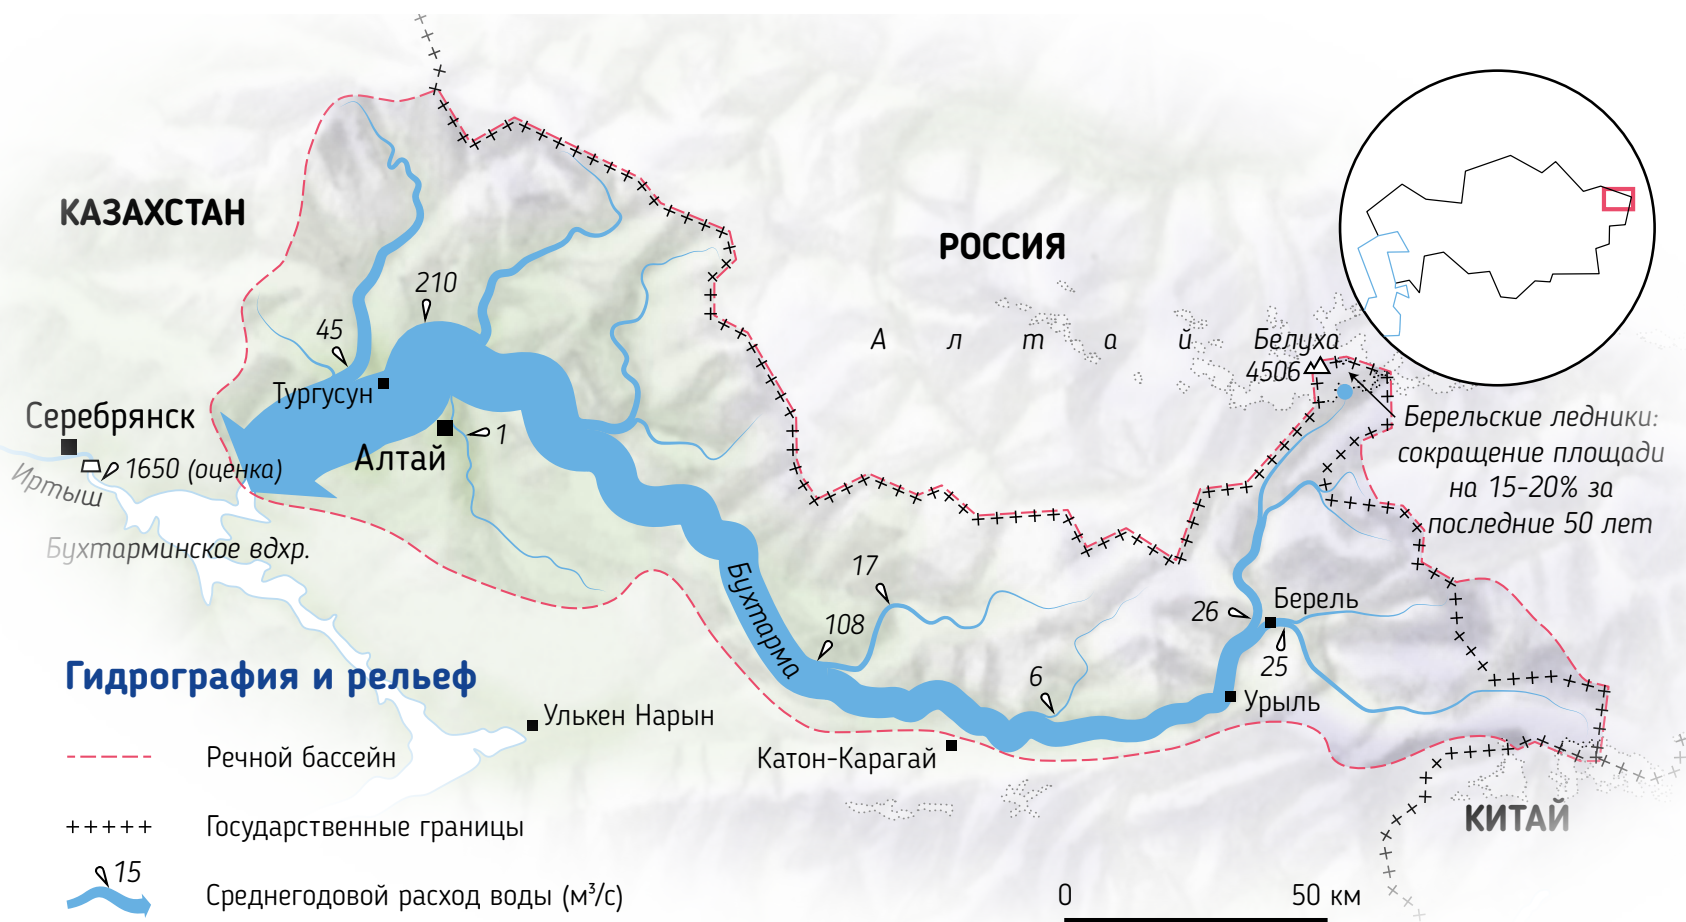 КАЗАХСТАН
РОССИЯ
210
45
А л т а й
Белуха
4506
Тургусун
Серебрянск
Алтай
1
1650 (оценка)
Иртыш
Бухтарминское вдхр.
Берельские ледники:
сокращение площади
на 15-20% за
последние 50 лет
Бухтарма
17
108
26
Берель
25
6
Урыль
Гидрография и рельеф
Улькен Нарын
Катон-Карагай
КИТАЙ
Речной бассейн
Государственные границы
15
Среднегодовой расход воды (м³/с)
0 50 км